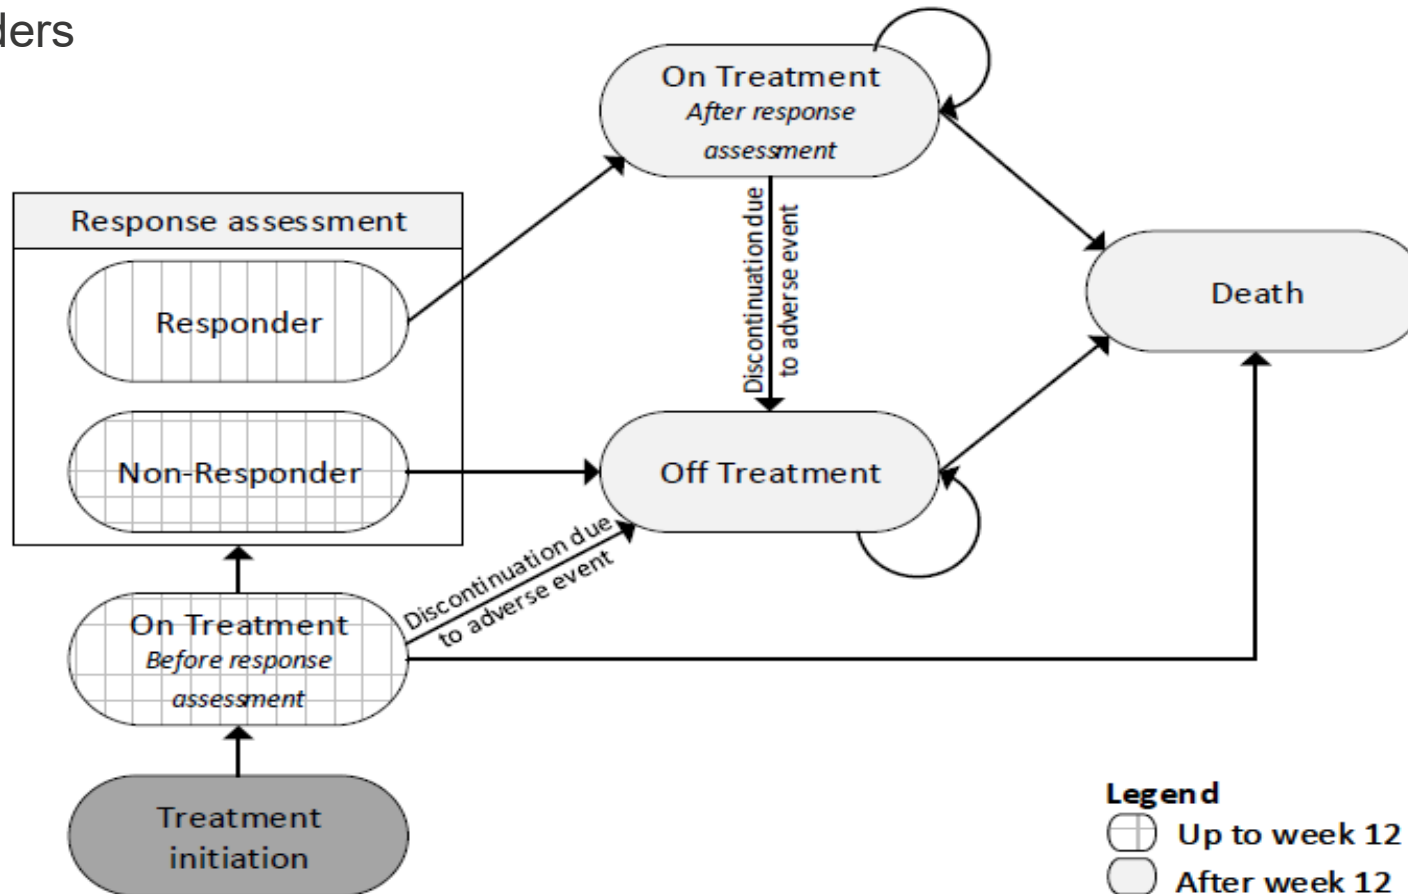 ders
On Treatment
After response
assessment
Response assessment
Responder
Discontinuation due
to adverse event
Death
Non-Responder
Off Treatment
Discontinuation due
to adverse event
On Treatment
Before response
assessment
Treatment
initiation
Legend
Up to week 12
After week 12